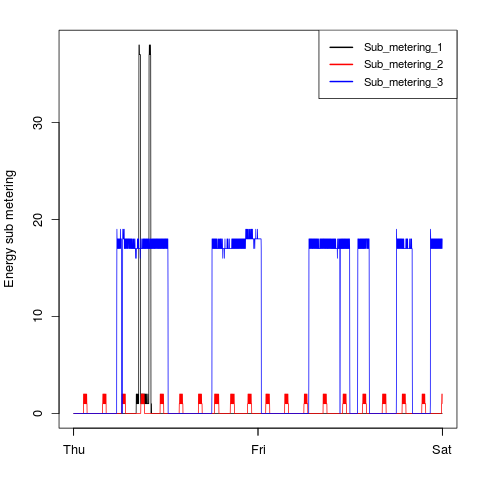 Sub_metering_1
Sub_metering_2
Sub_metering_3
Energy sub metering
30
20
10
0
Thu Fri Sat